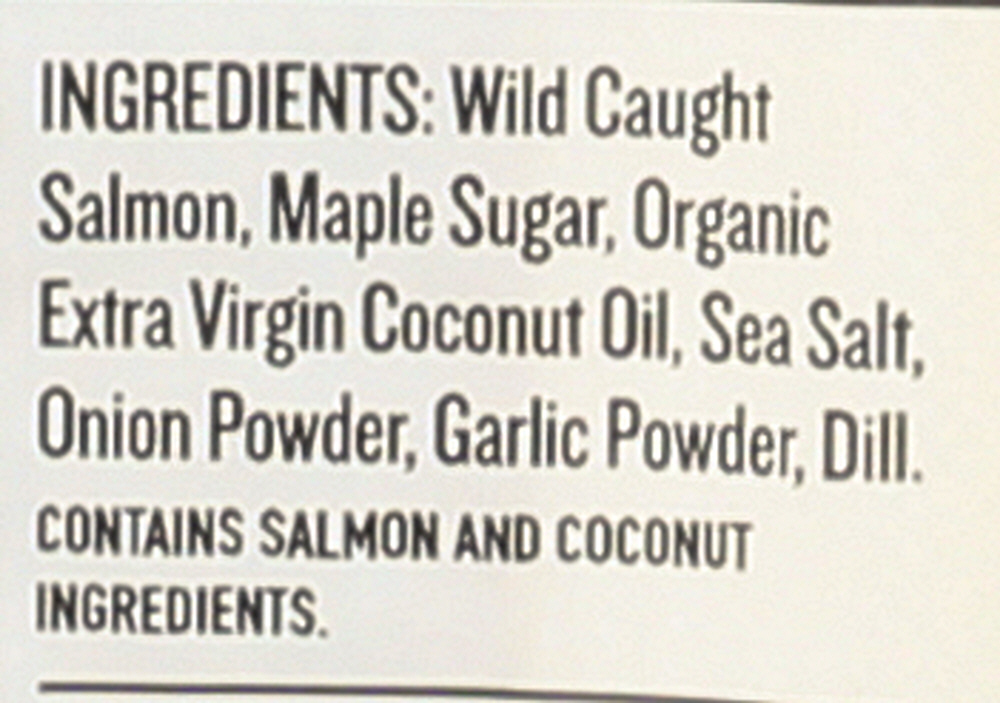 INGREDIENTS: Wild Caught
Salmon, Maple Sugar, Organic
Extra Virgin Coconut Oil, Sea Salt,
Onion Powder, Garlic Powder, Dill.
CONTAINS SALMON AND COCONUT
INGREDIENTS.